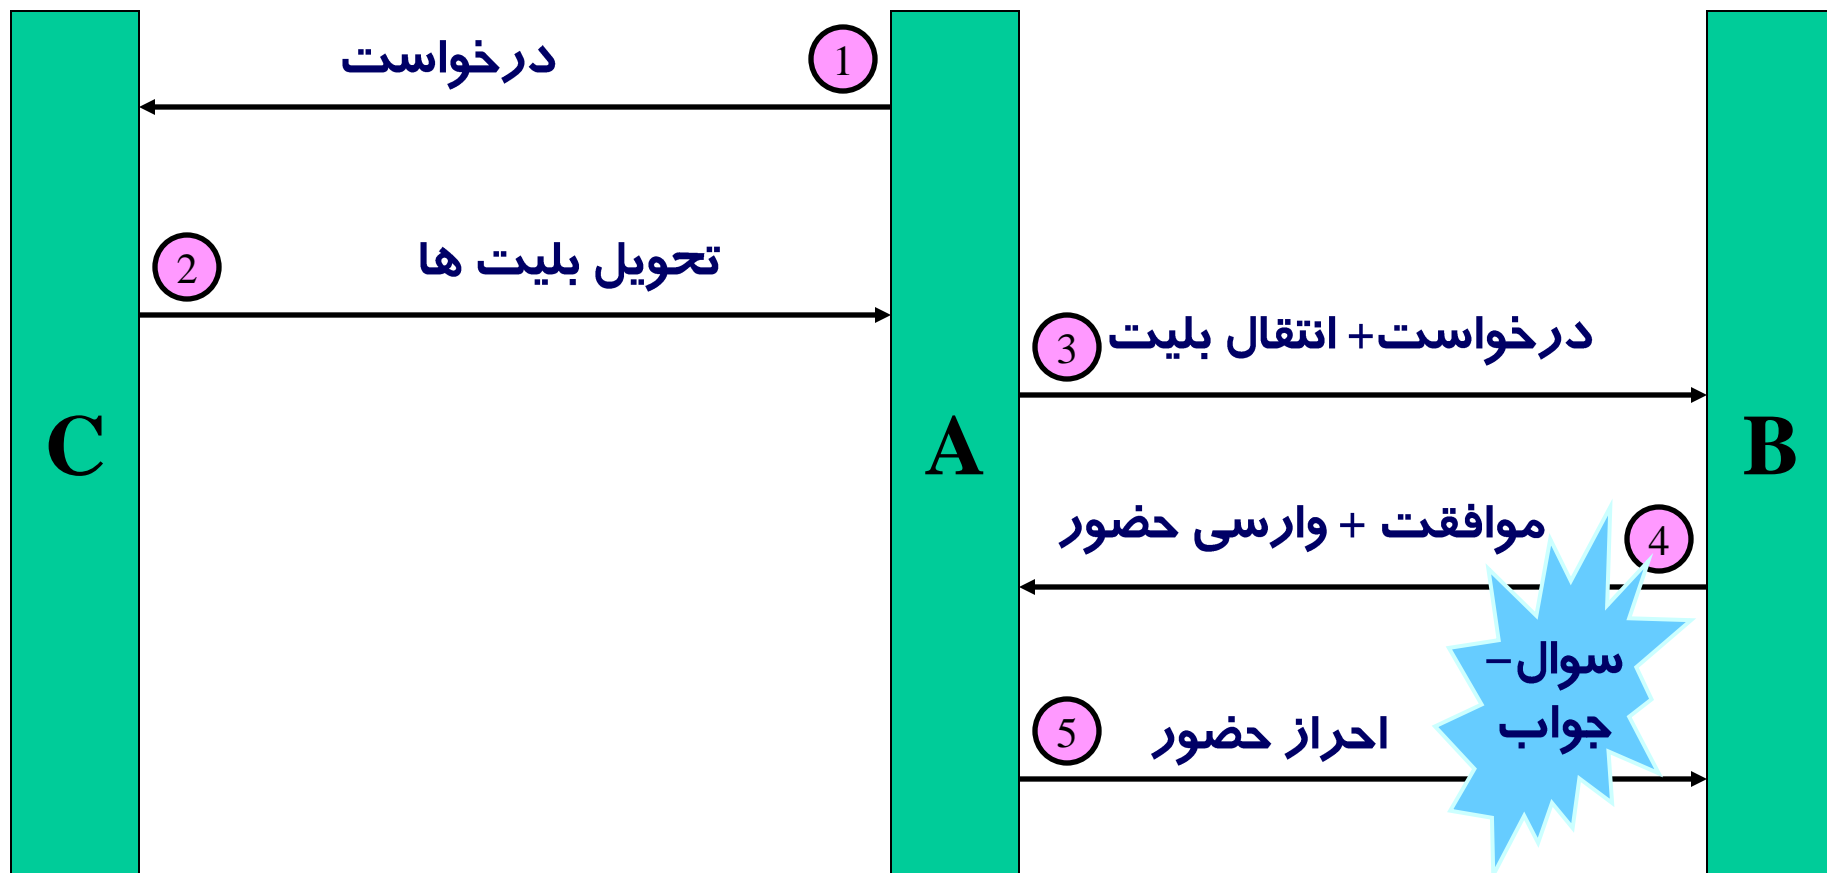 1
درخواست
2
تحویل بلیت ها
3
درخواست+ انتقال بلیت
C
A
B
4
موافقت + وارسی حضور
سوال-
جواب
5
احراز حضور